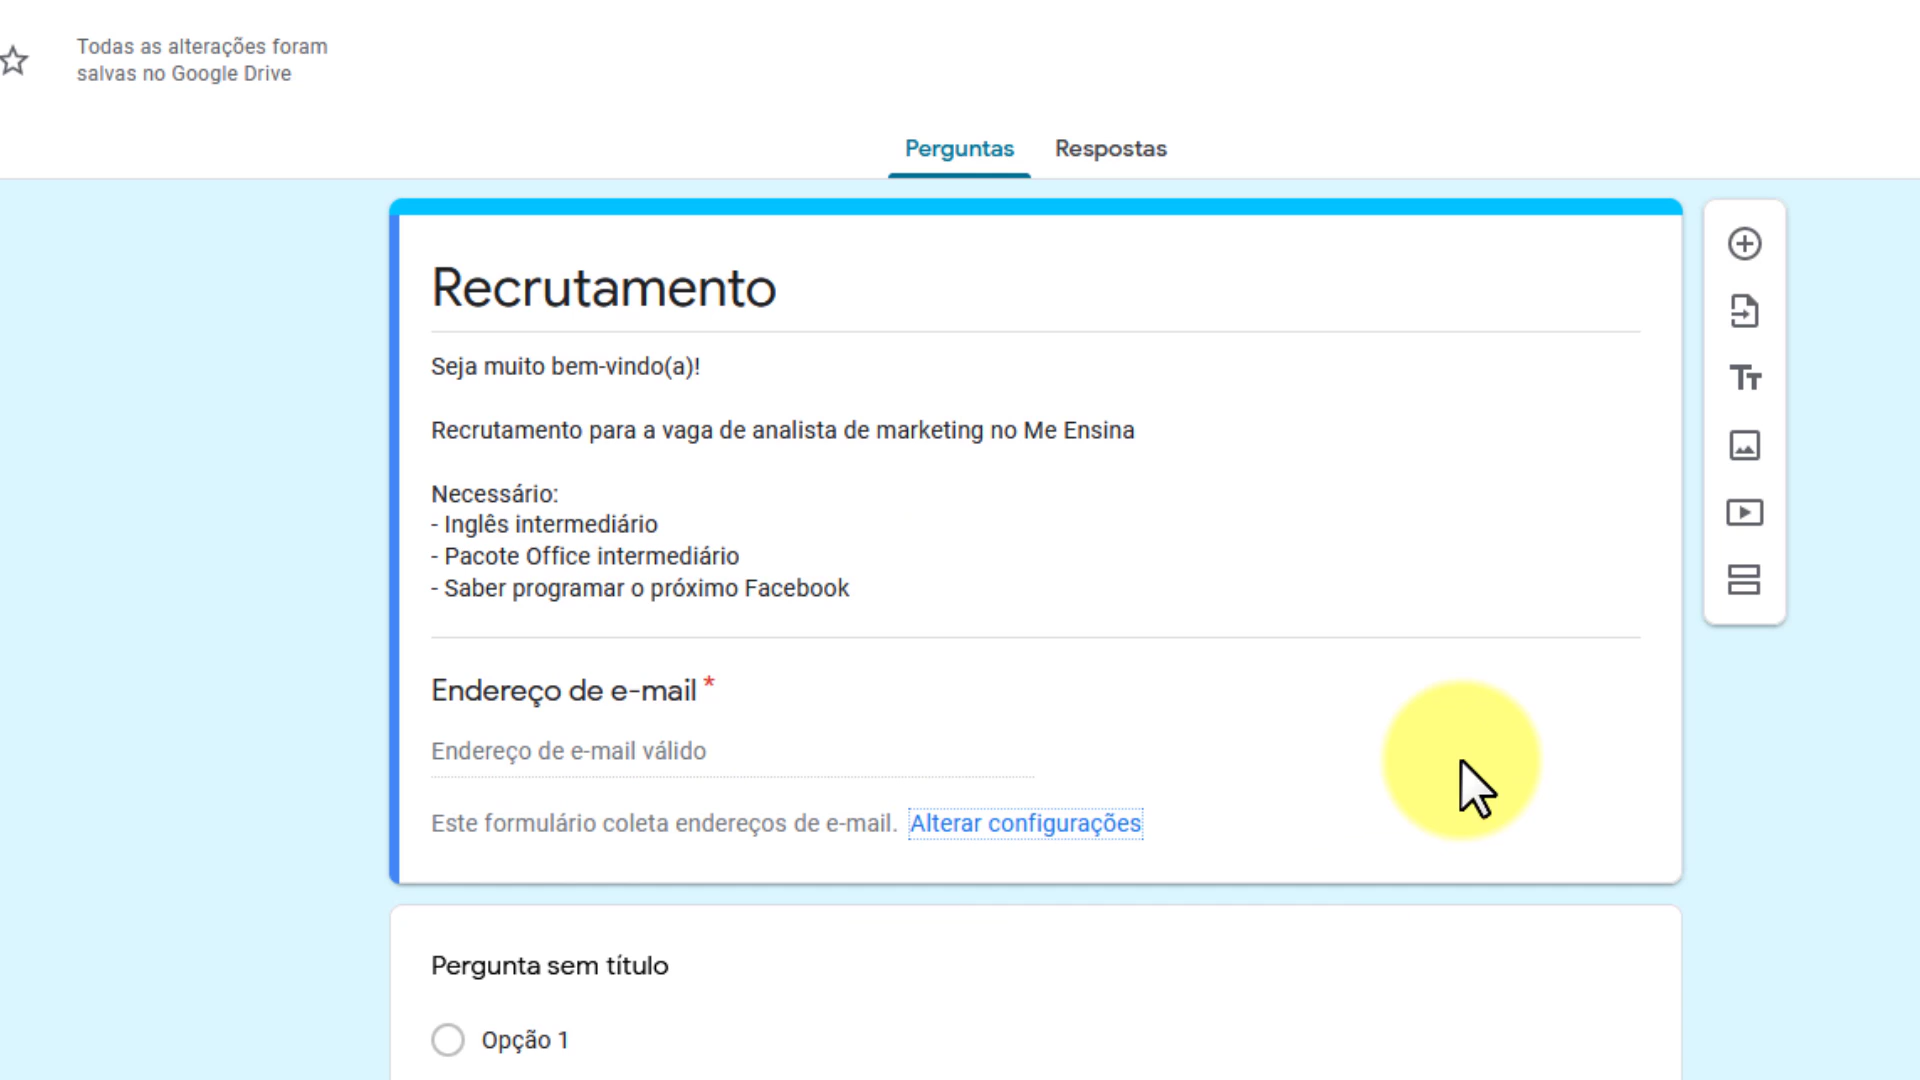 Todas as alterações foram
salvas no Google Drive
Perguntas Respostas
Recrutamento
Seja muito bem-vindo(a)!
Recrutamento para a vaga de analista de marketing no Me Ensina
Necessário:
- Inglês intermediário
- Pacote Office intermediário
- Saber programar o próximo Facebook
Endereço de e-mail *
Endereço de e-mail válido
Este formulário coleta endereços de e-mail. Alterar configurações
Pergunta sem título
Opção 1